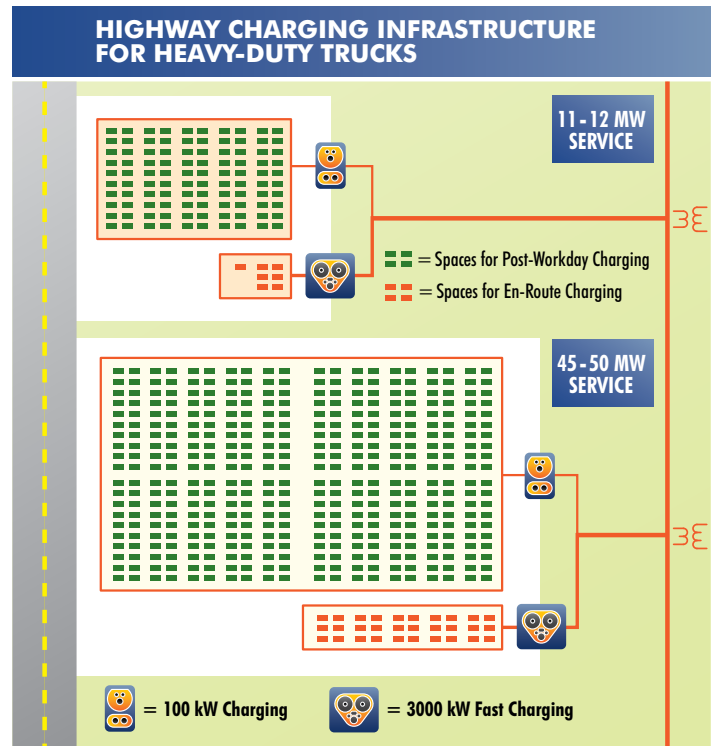 HIGHWAY CHARGING INFRASTRUCTURE
FOR HEAVY-DUTY TRUCKS
11-12 MW
SERVICE
= Spaces for Post-Workday Charging
= Spaces for En-Route Charging
45-50 MW
SERVICE
= 100 kW Charging
= 3000 kW Fast Charging